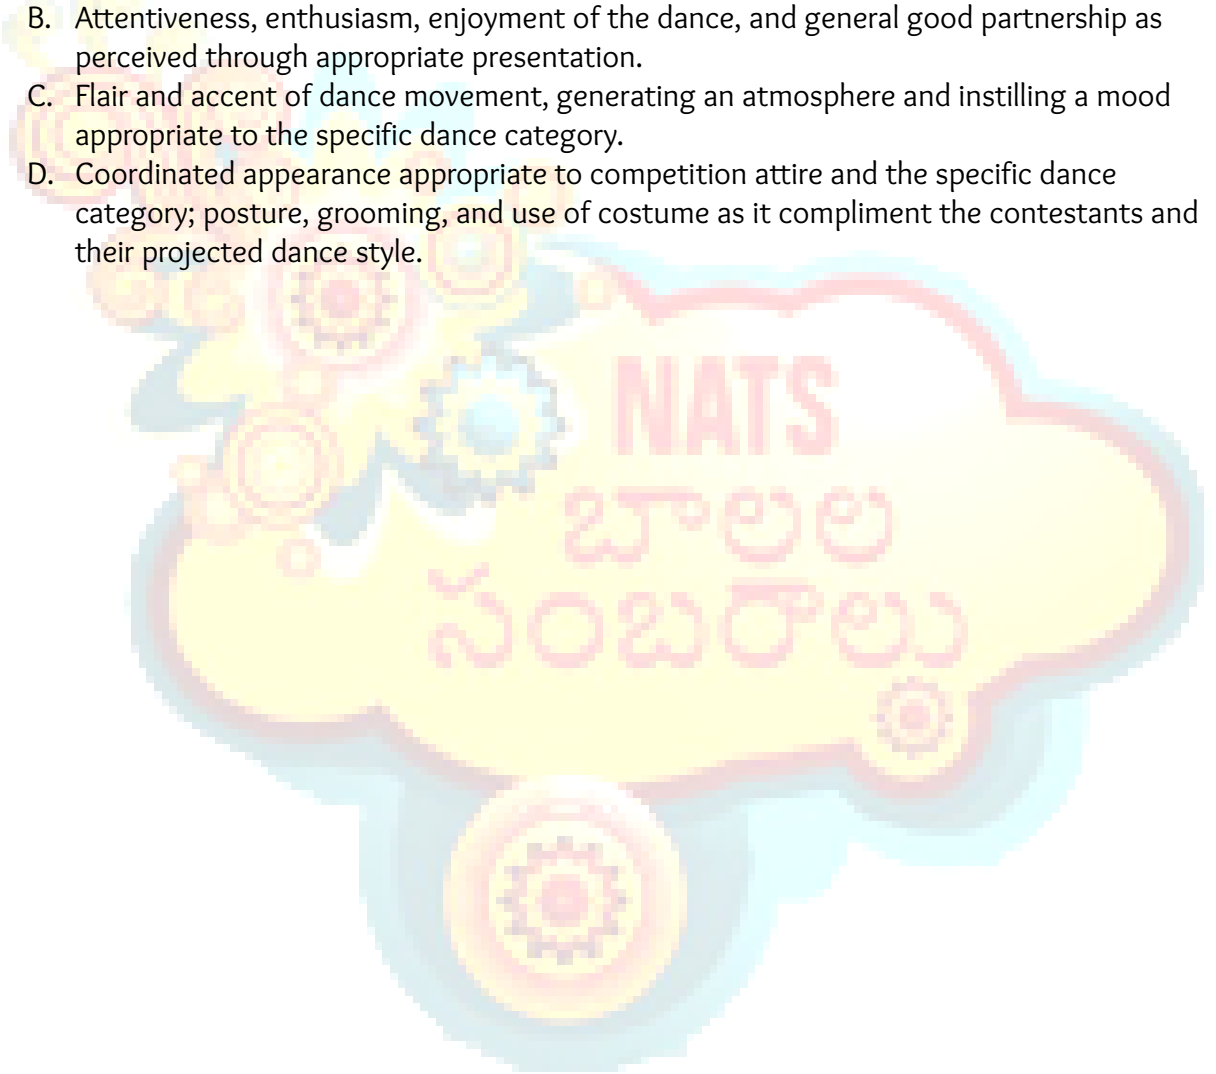 B. Attentiveness, enthusiasm, enjoyment of the dance, and general good partnership as
perceived through appropriate presentation.
C. Flair and accent of dance movement, generating an atmosphere and instilling a mood
appropriate to the specific dance category.
D. Coordinated appearance appropriate to competition attire and the specific dance
category; posture, grooming, and use of costume as it compliment the contestants and
their projected dance style.
NATS
బాలల
సంబరాలు